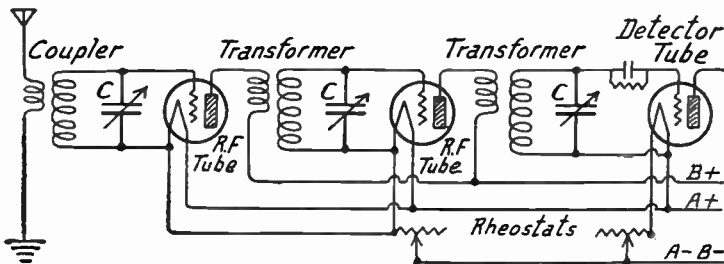 Coupler
Transformer
Transformer
Detector
Tube
C
C
C
R.F
Tube
R.F
Tube
B+
A+
Rheostats
A- B-